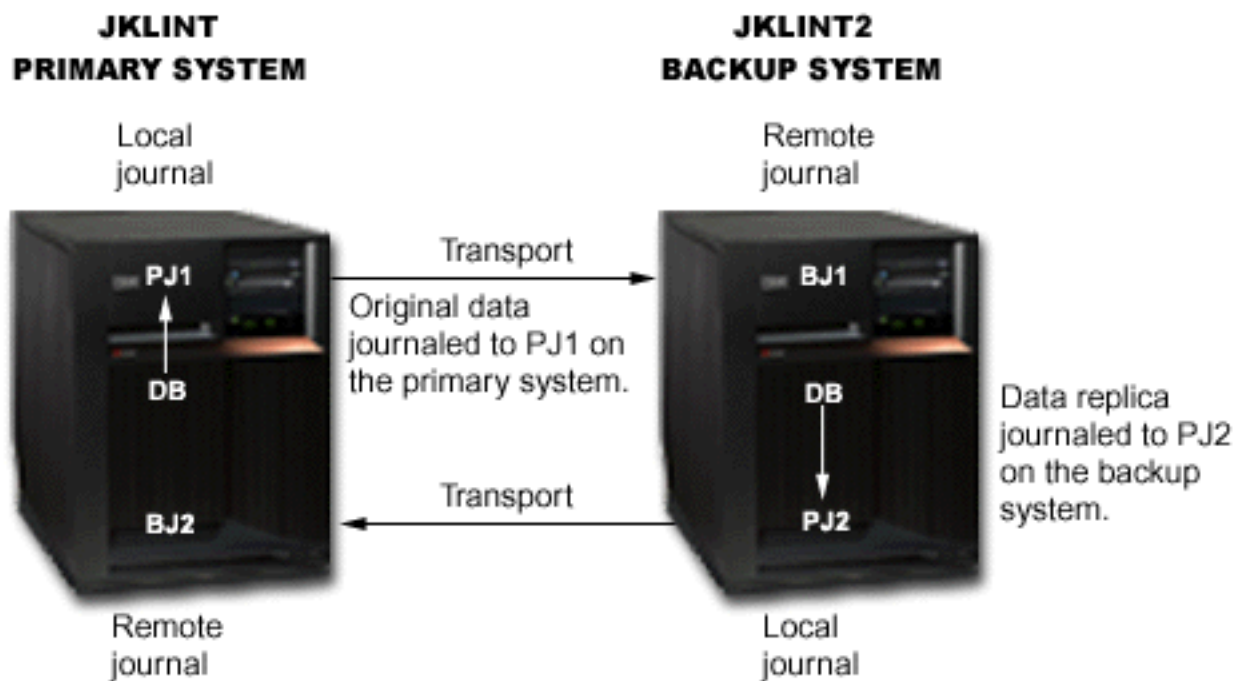 JKLINT
PRIMARY SYSTEM
JKLINT2
BACKUP SYSTEM
Local
journal
Remote
journal
PJ1
DB
BJ2
Transport
Original data
journaled to PJ1 on
the primary system.
Transport
BJ1
DB
PJ2
Data replica
journaled to PJ2
on the backup
system.
Remote
journal
Local
journal